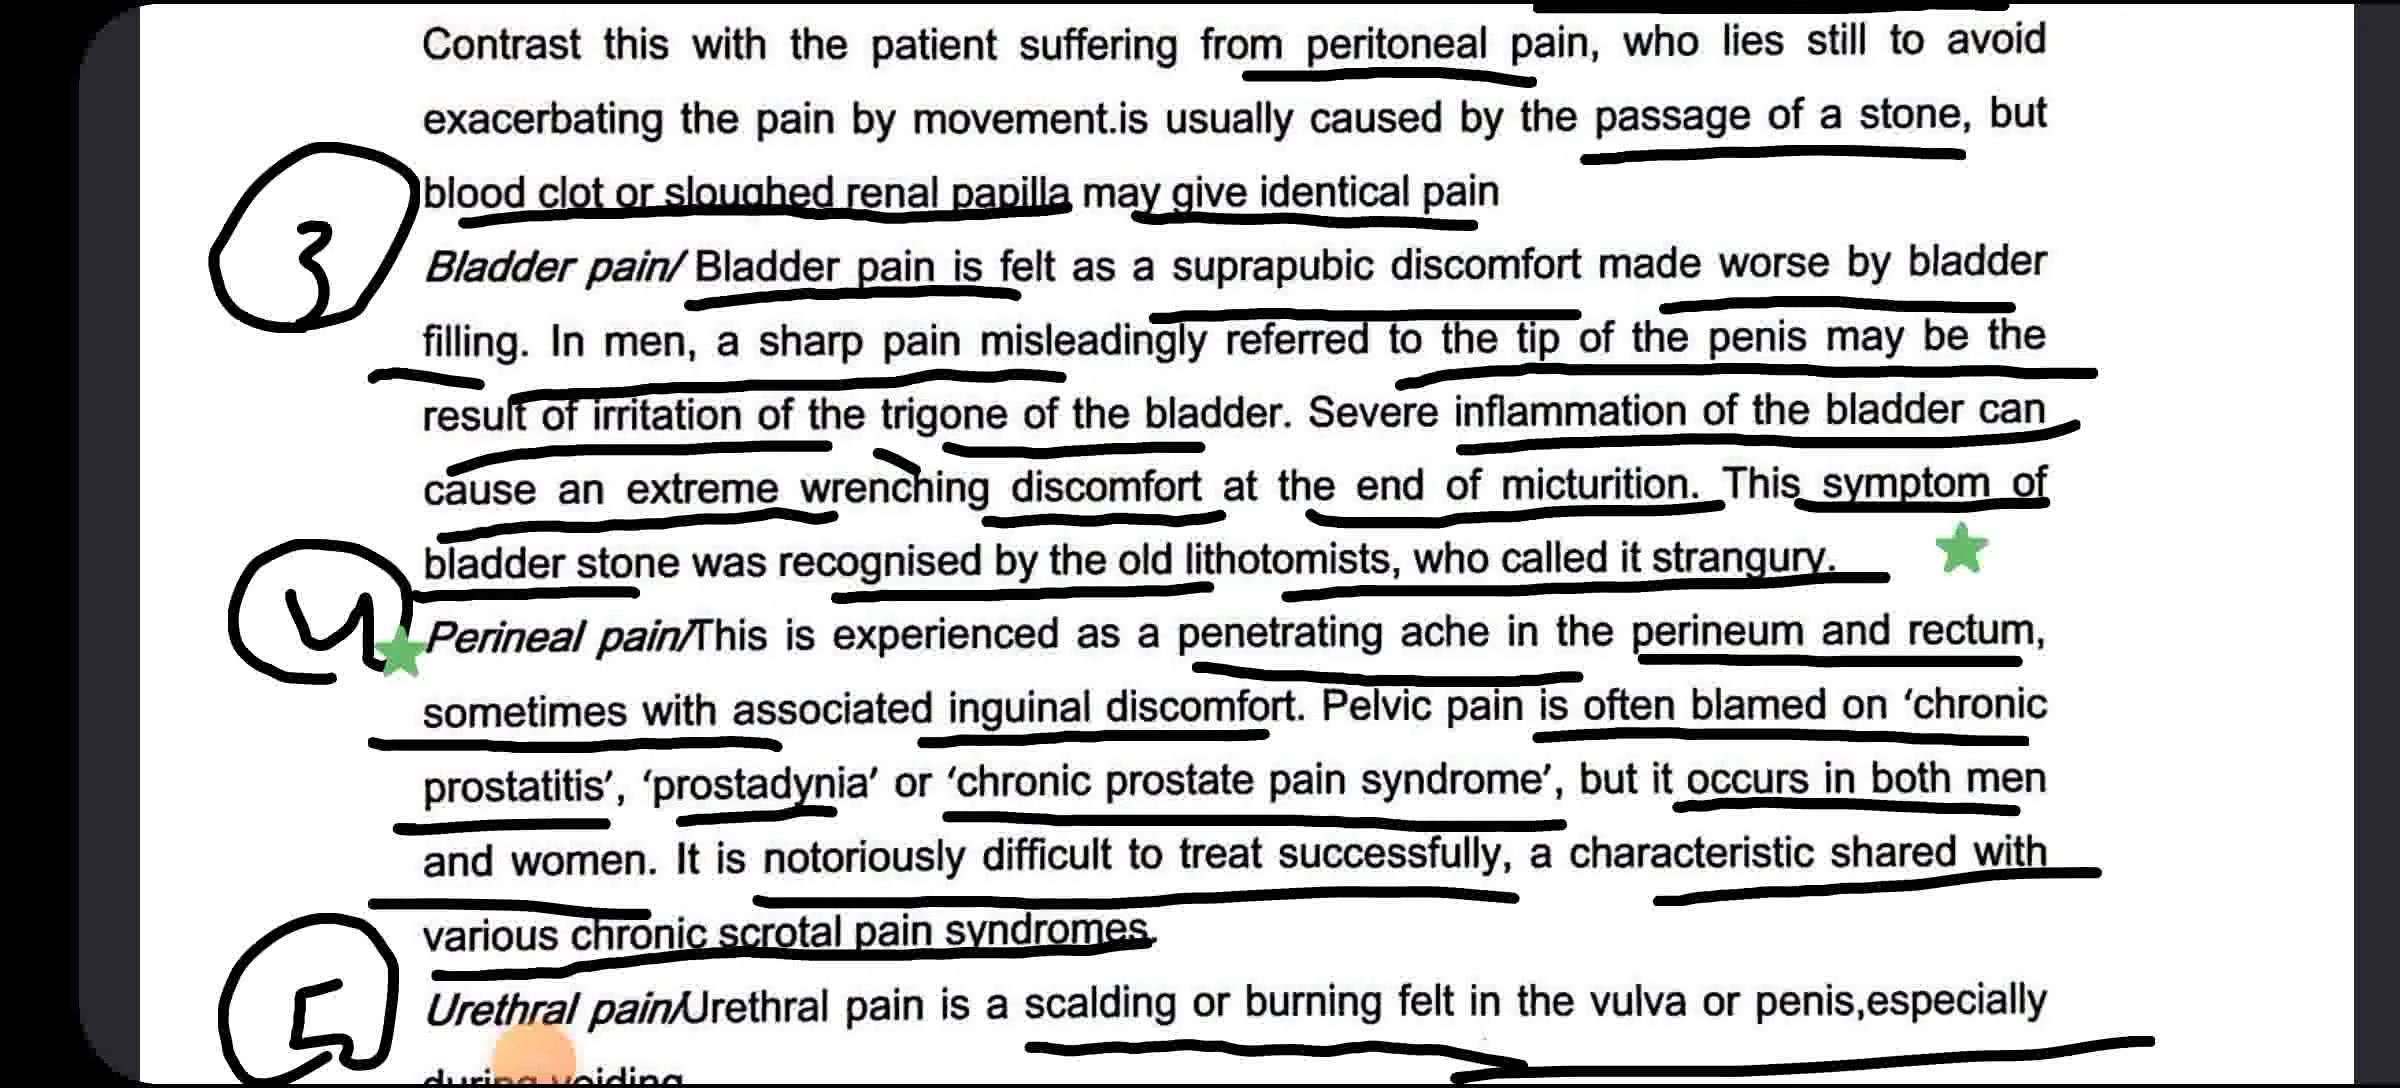 Contrast this with the patient suffering from peritoneal pain, who lies still to avoid
exacerbating the pain by movement.is usually caused by the passage of a stone, but
blood clot or sloughed renal papilla may give identical pain
3
Bladder pain/ Bladder pain is felt as a suprapubic discomfort made worse by bladder
filling. In men, a sharp pain misleadingly referred to the tip of the penis may be the
result of irritation of the trigone of the bladder. Severe inflammation of the bladder can
cause an extreme wrenching discomfort at the end of micturition. This symptom of
bladder stone was recognised by the old lithotomists, who called it strangury.
4
Perineal pain/This is experienced as a penetrating ache in the perineum and rectum,
sometimes with associated inguinal discomfort. Pelvic pain is often blamed on ‘chronic
prostatitis’, ‘prostadynia’ or ‘chronic prostate pain syndrome’, but it occurs in both men
and women. It is notoriously difficult to treat successfully, a characteristic shared with
various chronic scrotal pain syndromes.
5
Urethral pain/Urethral pain is a scalding or burning felt in the vulva or penis,especially
during voiding